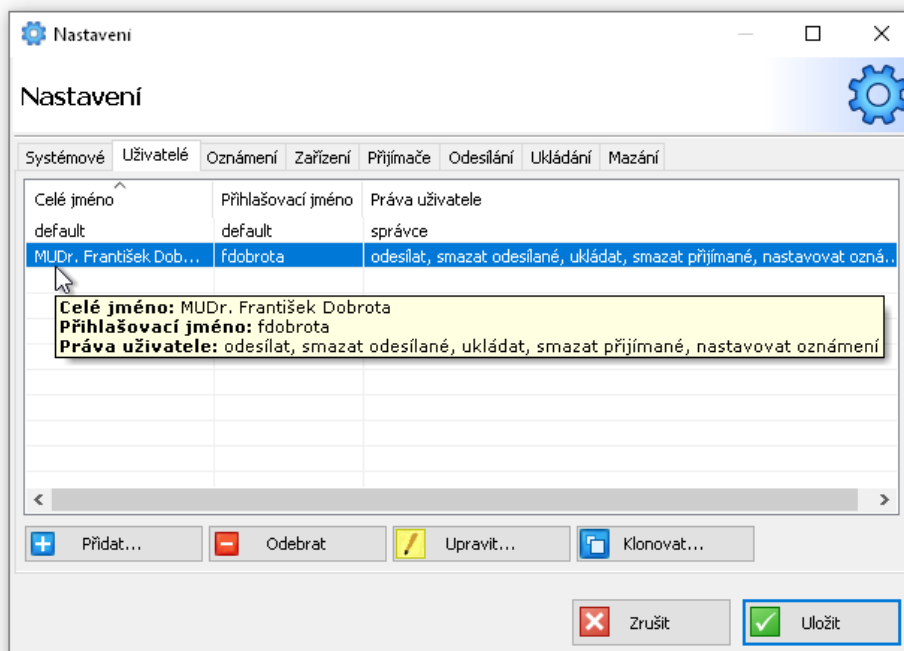 Nastavení
Nastavení
Systémové Uživatelé Oznámení Zařízení Přijímače Odesílání Ukládání Mazání
Celé jméno Přihlašovací jméno Práva uživatele
default default správce
MUDr. František Dob... fdobrota odesílat, smazat odesílané, ukládat, smazat přijímané, nastavovat ozná...
Celé jméno: MUDr. František Dobrota
Přihlašovací jméno: fdobrota
Práva uživatele: odesílat, smazat odesílané, ukládat, smazat přijímané, nastavovat oznámení
Přidat... Odebrat Upravit... Klonovat...
Zrušit Uložit